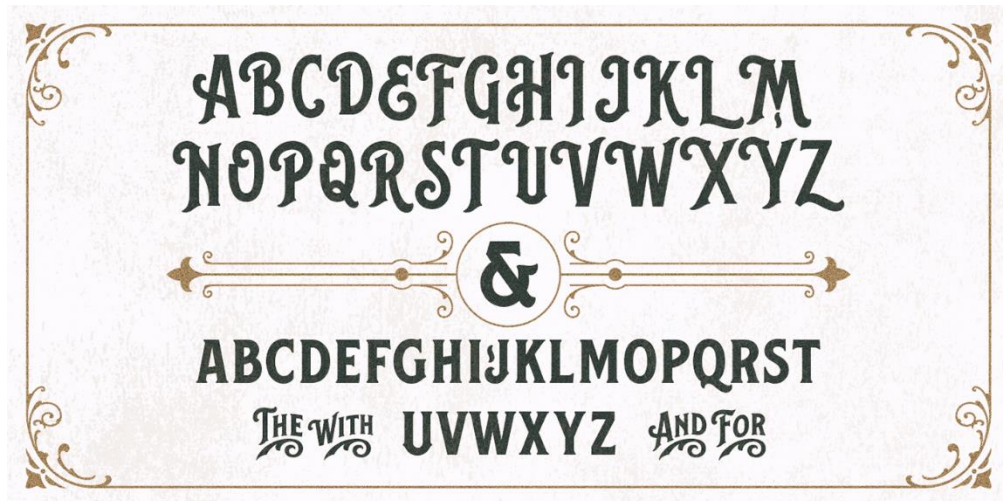 ABCDEFGHIJKLM
NOPQRSTUVWXYZ
&
ABCDEFGHIJKLMOPQRST
THE WITH UVWXYZ AND FOR